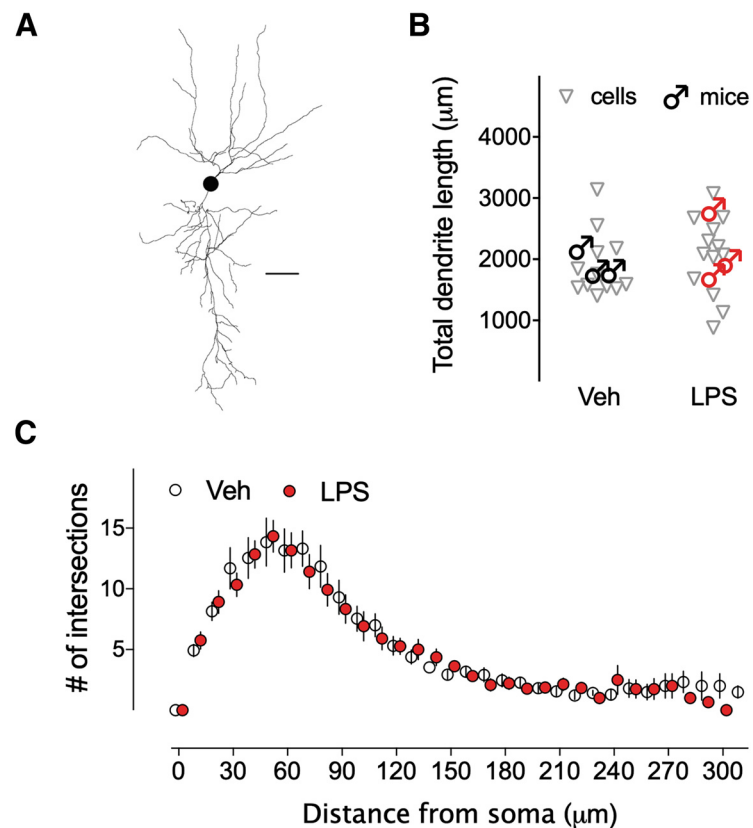 A
B
Total dendrite length (μm)
cells
mice
4000
3000
2000
1000
Veh
LPS
C
Veh
LPS
# of intersections
15
10
5
0 30 60 90 120 150 180 210 240 270 300
Distance from soma (μm)